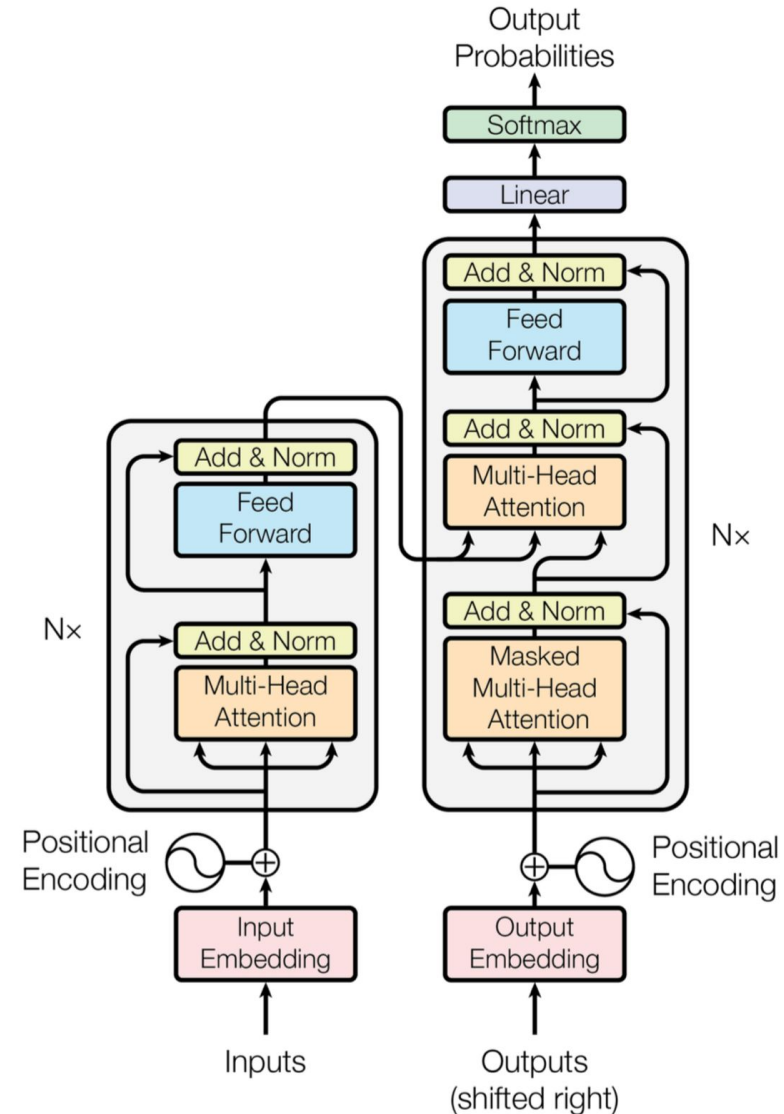 Output
Probabilities
Softmax
Linear
Add & Norm
Feed
Forward
Add & Norm
Multi-Head
Attention
Nx
Add & Norm
Masked
Multi-Head
Attention
Add & Norm
Feed
Forward
Nx
Add & Norm
Multi-Head
Attention
Positional
Encoding
Positional
Encoding
Input
Embedding
Output
Embedding
Inputs
Outputs
(shifted right)